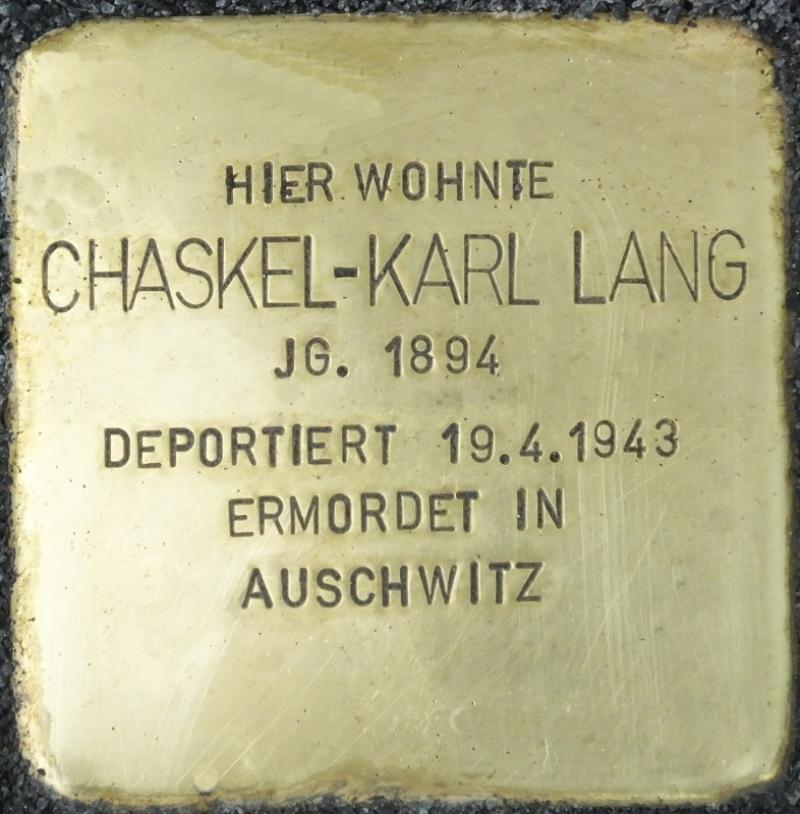 HIER WOHNTE
CHASKEL-KARL LANG
JG. 1894
DEPORTIERT 19.4.1943
ERMORDET IN
AUSCHWITZ